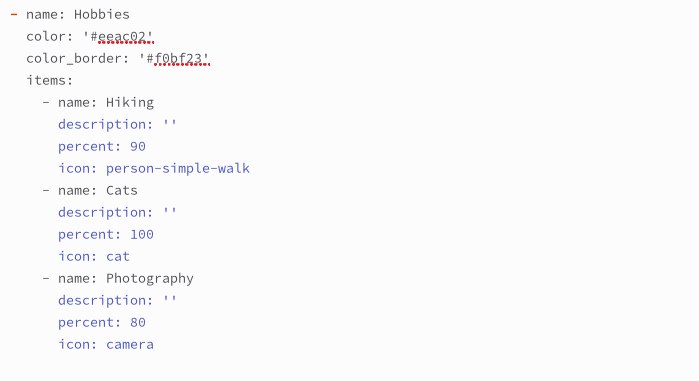 - name: Hobbies
  color: '#eeac02'
  color_border: '#f0bf23'
  items:
    - name: Hiking
      description: ''
      percent: 90
      icon: person-simple-walk
    - name: Cats
      description: ''
      percent: 100
      icon: cat
    - name: Photography
      description: ''
      percent: 80
      icon: camera